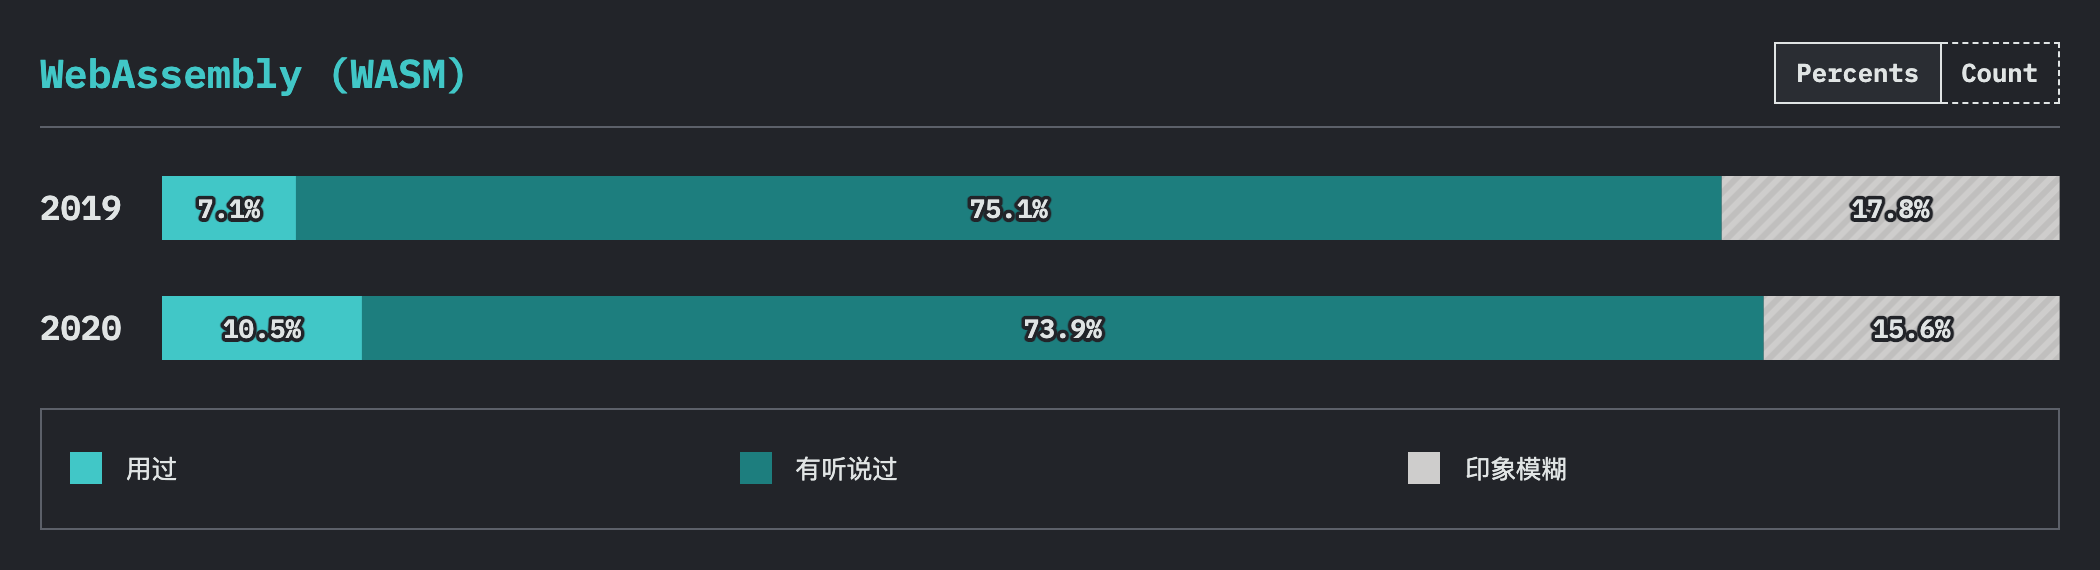 WebAssembly (WASM)
Percents Count
2019 7.1% 75.1% 17.8%
2020 10.5% 73.9% 15.6%
用过 有听说过 印象模糊